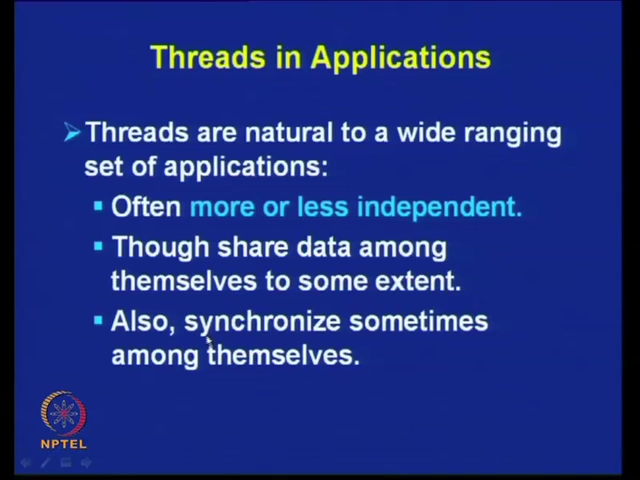 Threads in Applications
Threads are natural to a wide ranging
set of applications:
Often more or less independent.
Though share data among
themselves to some extent.
Also, synchronize sometimes
among themselves.
NPTEL